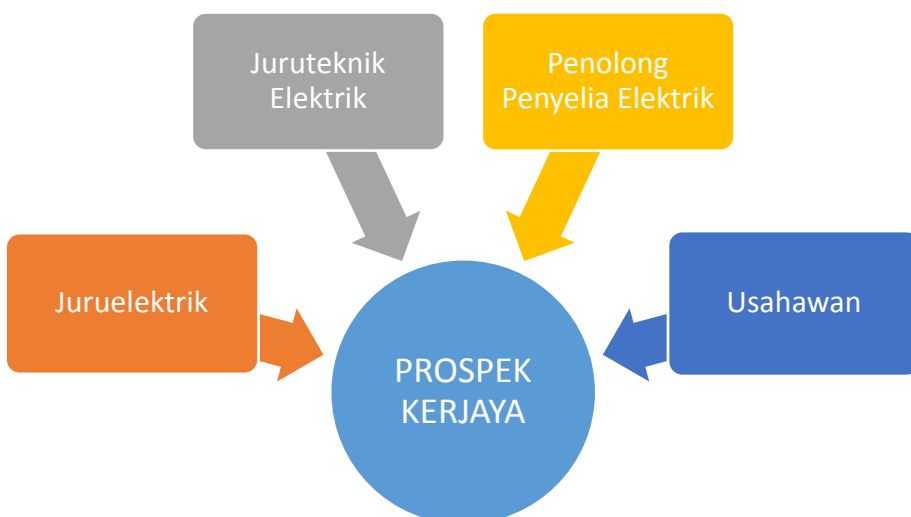 Juruteknik
Elektrik
Penolong
Penyelia Elektrik
Juruelektrik
Usahawan
PROSPEK
KERJAYA